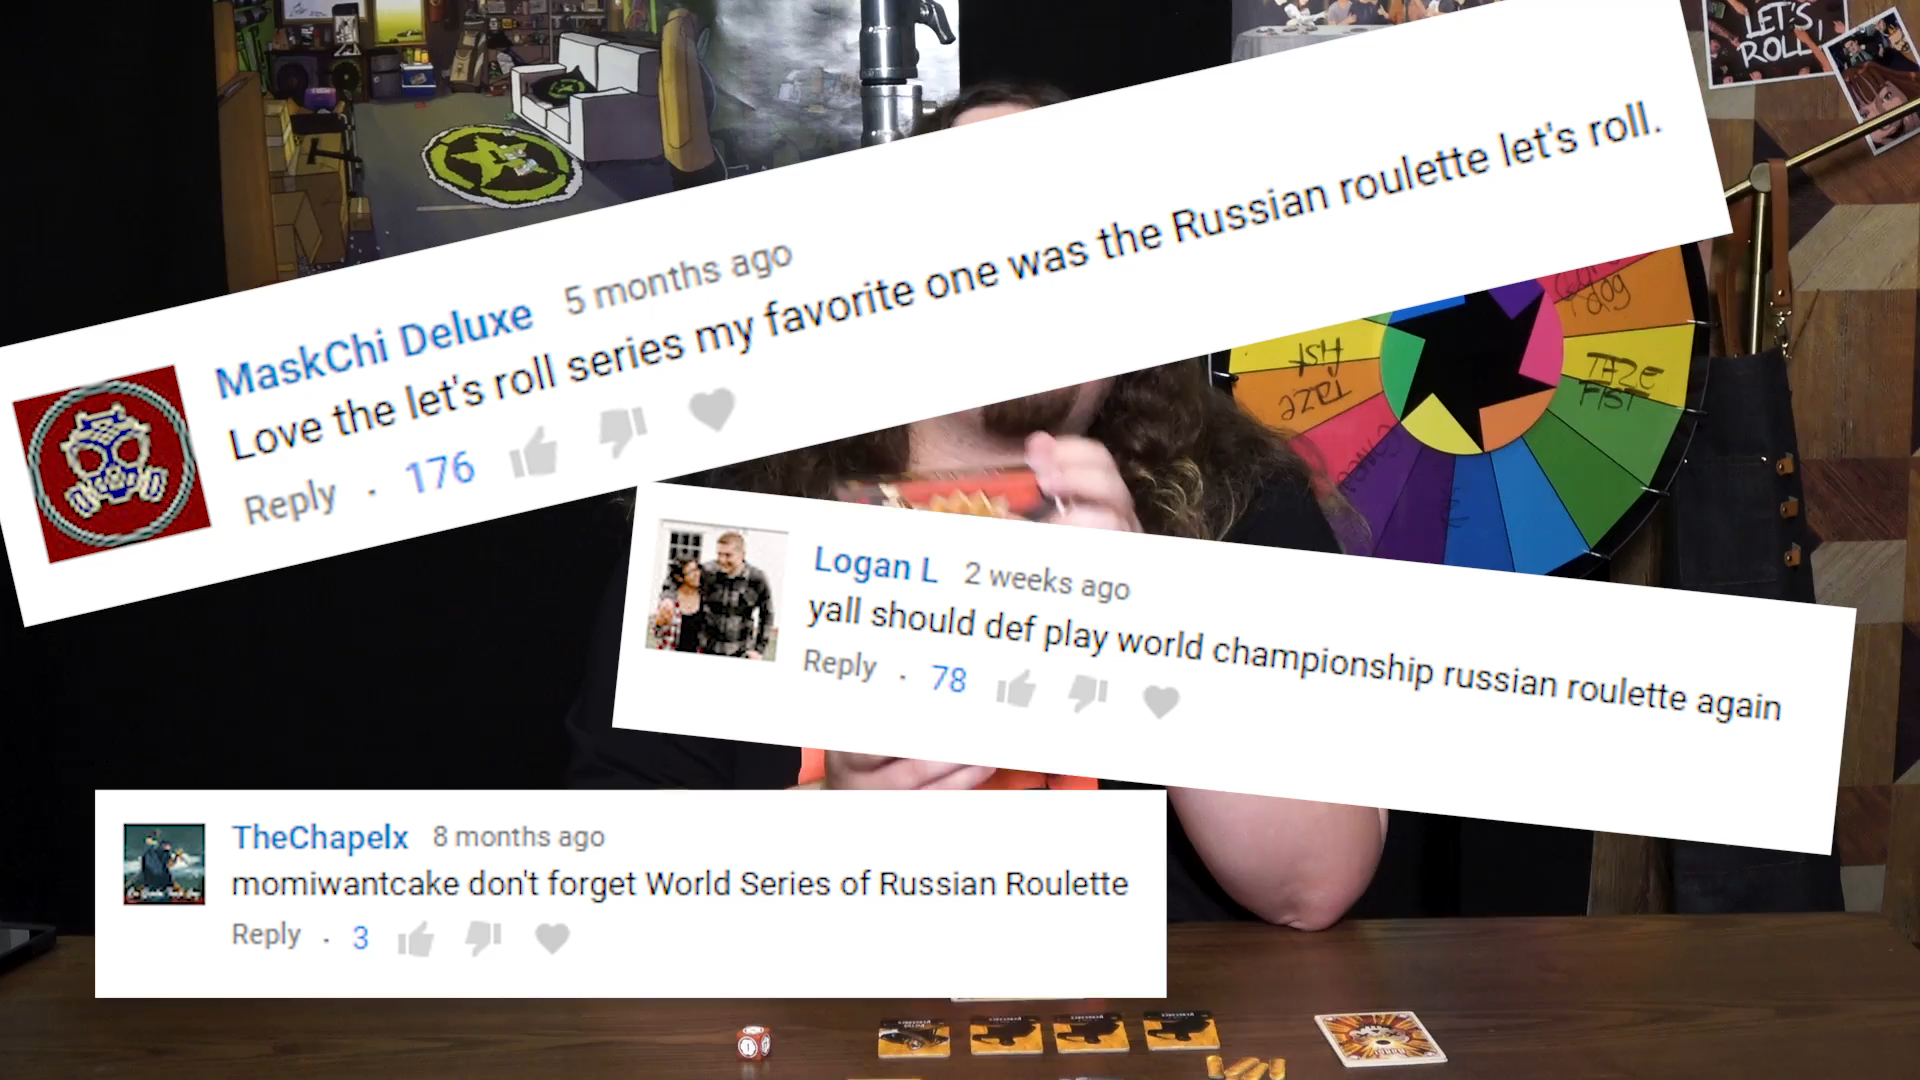 LET'S,
ROLL,
MaskChi Deluxe 5 months ago
Love the let's roll series my favorite one was the Russian roulette let's roll.
Reply . 176
FIST
TAZE
TAZE
FIST
dog
Logan L 2 weeks ago
yall should def play world championship russian roulette again
Reply . 78
TheChapelx 8 months ago
momiwantcake don't forget World Series of Russian Roulette
Reply . 3